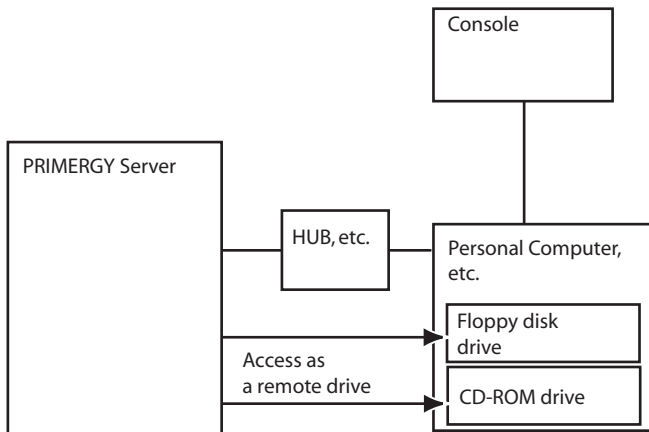 Console
PRIMERGY Server
HUB, etc.
Personal Computer,
etc.
Floppy disk
drive
Access as
a remote drive
CD-ROM drive